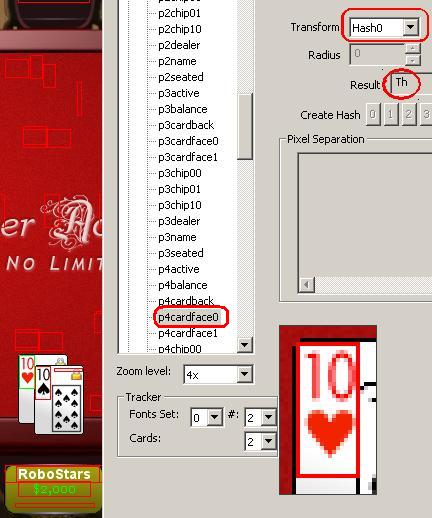 p2chip01
p2chip10
p2dealer
p2name
p2seated
p3active
p3balance
p3cardback
p3cardface0
p3cardface1
p3chip00
p3chip01
p3chip10
p3dealer
p3name
p3seated
p4active
p4balance
p4cardback
p4cardface0
p4cardface1
p4chip00
Transform Hash0
Radius 0
Result Th
Create Hash 0 1 2 3
Pixel Separation
er
NO LIMIT
Zoom level: 4x
Tracker
Fonts Set: 0 #: 2
Cards: 2
10
10
10
RoboStars
$2,000